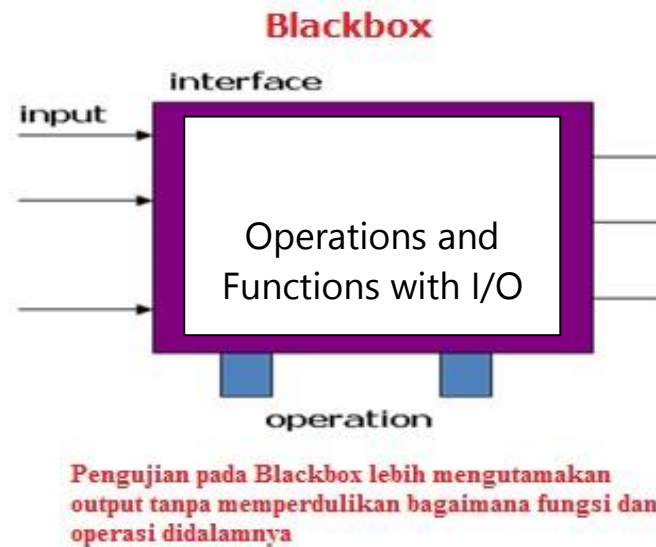 Blackbox
interface
input
Operations and
Functions with I/O
operation
Pengujian pada Blackbox lebih mengutamakan
output tanpa memperdulikan bagaimana fungsi dan
operasi didalamnya